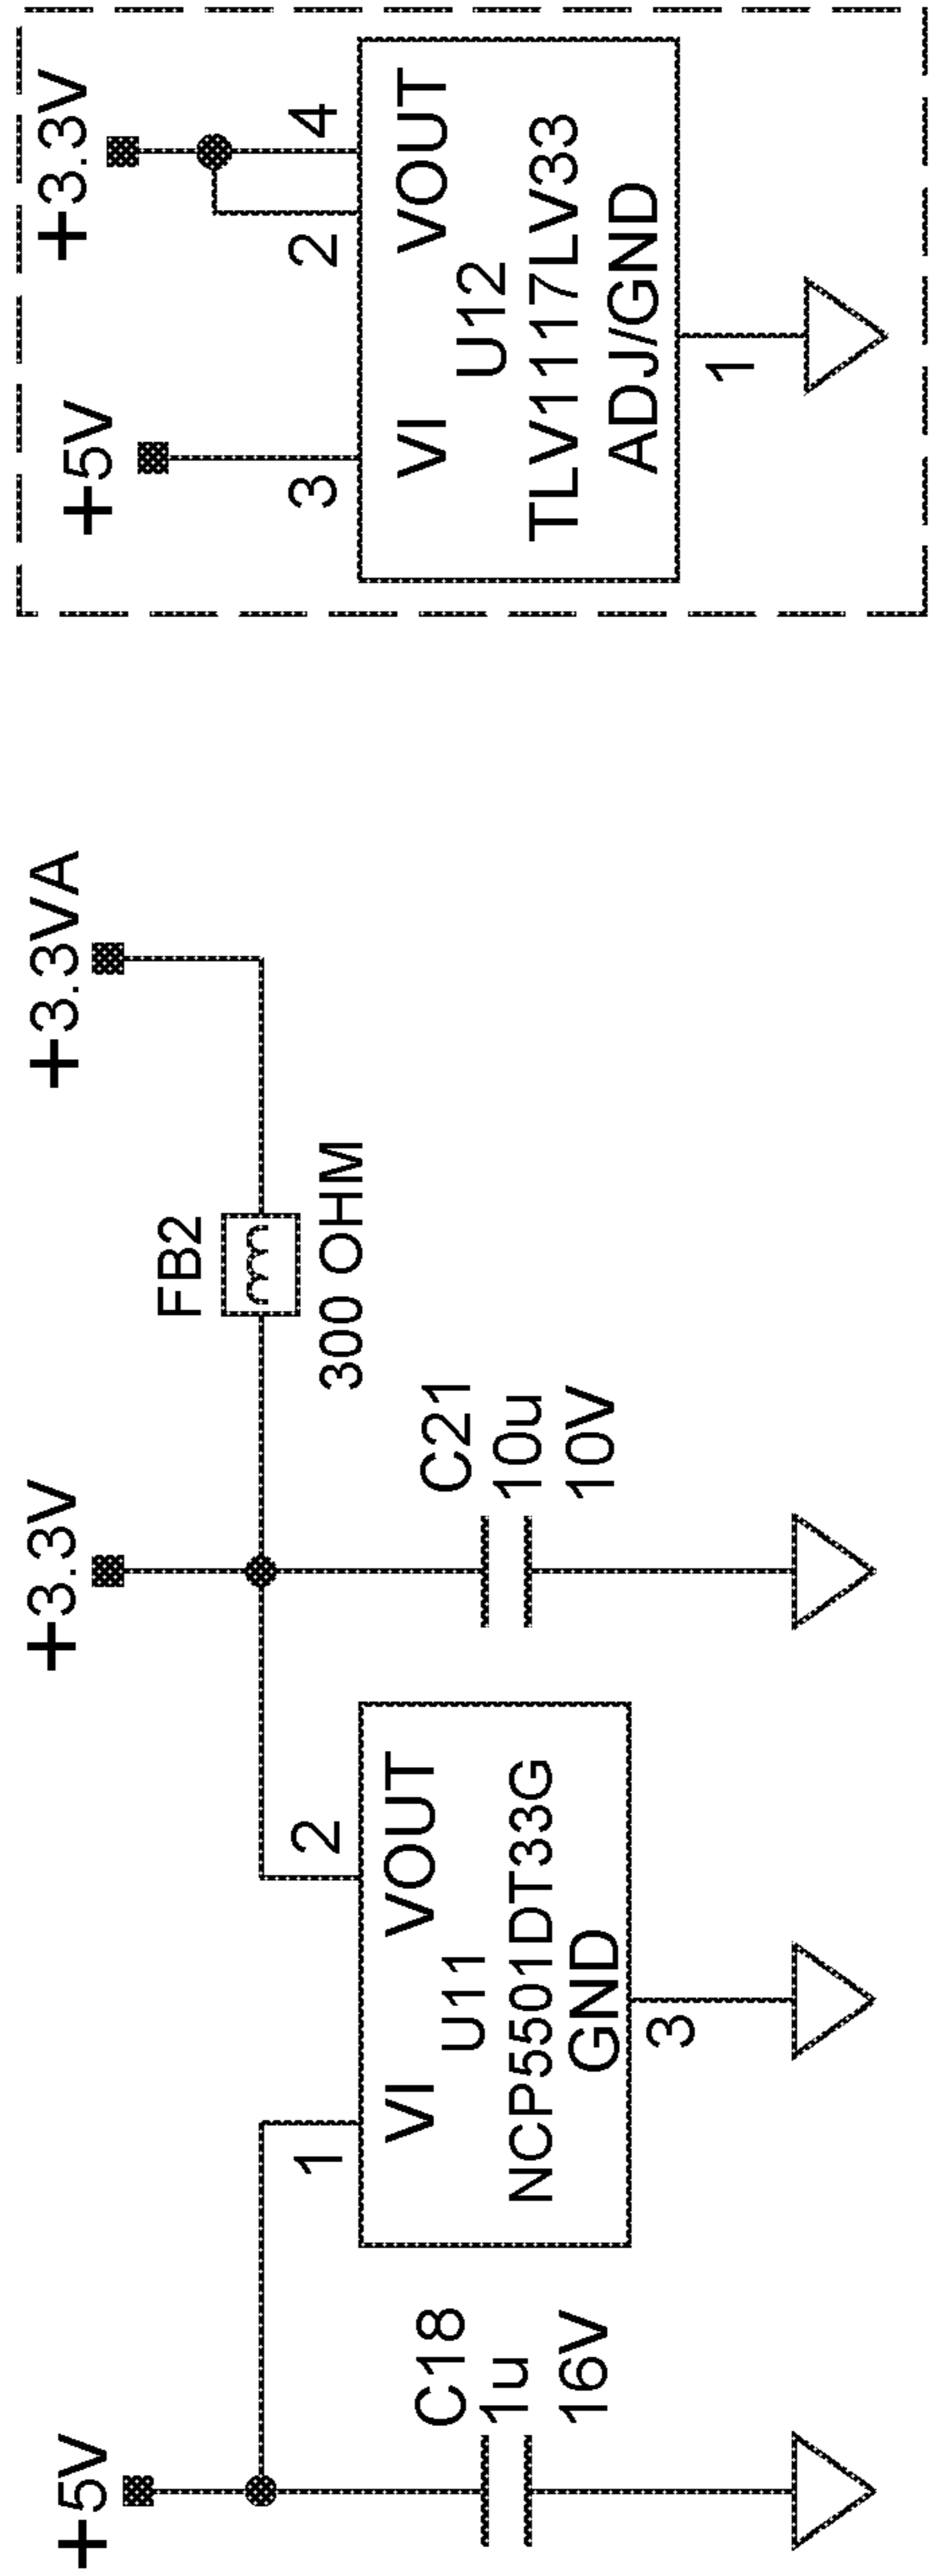 +5V
C18
1u
16V
1
VI
VOUT
2
U11
NCP5501DT33G
GND
3
+3.3V
C21
10u
10V
FB2
300 OHM
+3.3VA
+5V
+3.3V
3
2
4
VI
VOUT
U12
TLV1117LV33
ADJ/GND
1